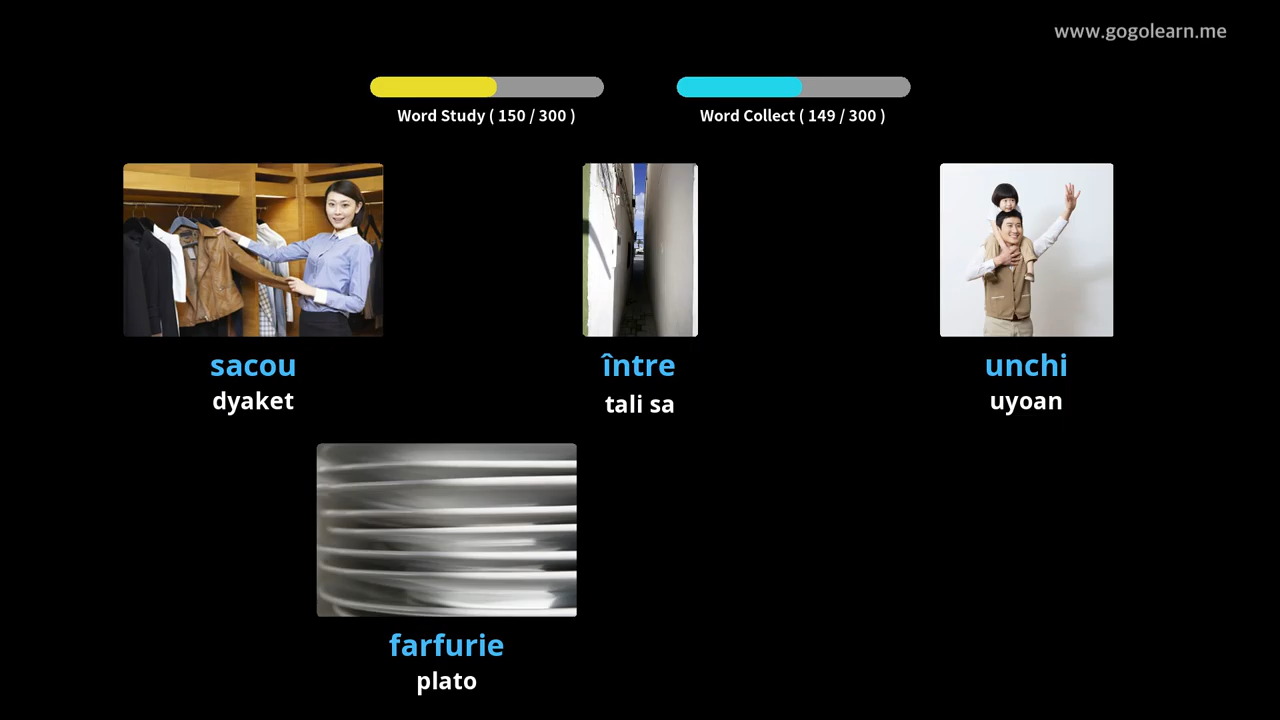 www.gogolearn.me
Word Study ( 150 / 300 )
Word Collect ( 149 / 300 )
sacou
dyaket
între
tali sa
unchi
uyoan
farfurie
plato